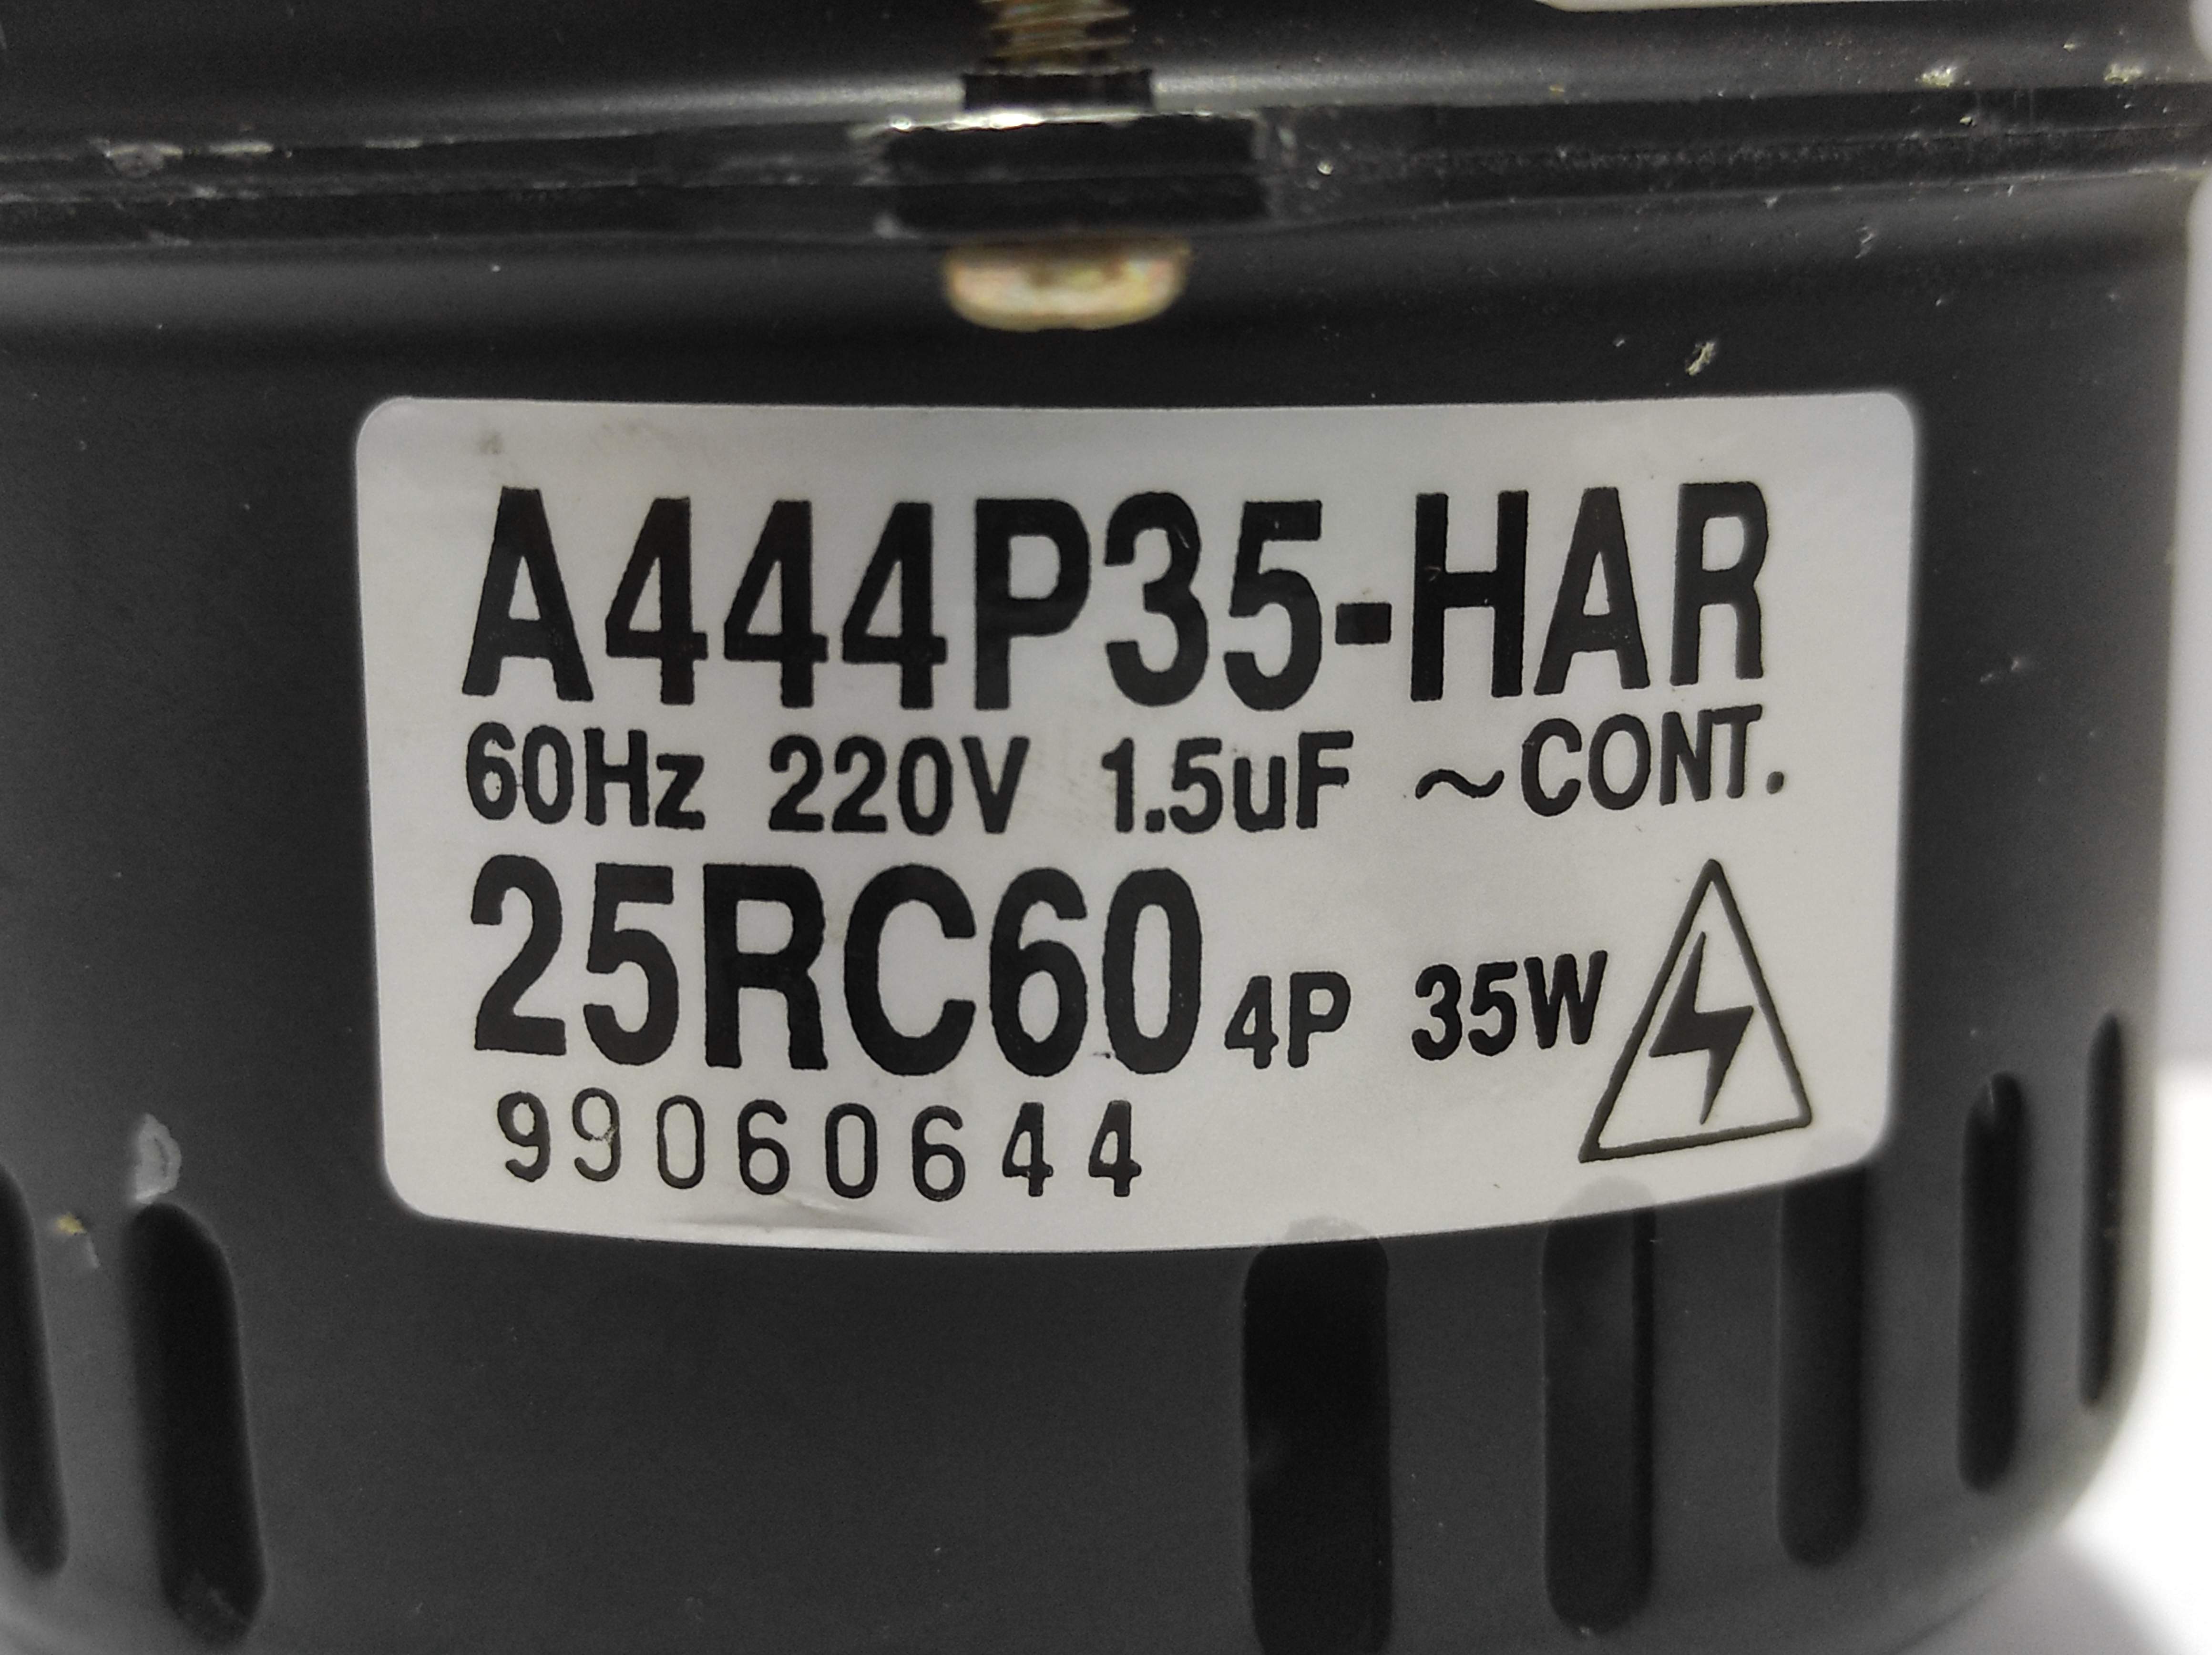 A444P35-HAR
60Hz 220V 1.5uF ~CONT.
25RC60 4P 35W
99060644